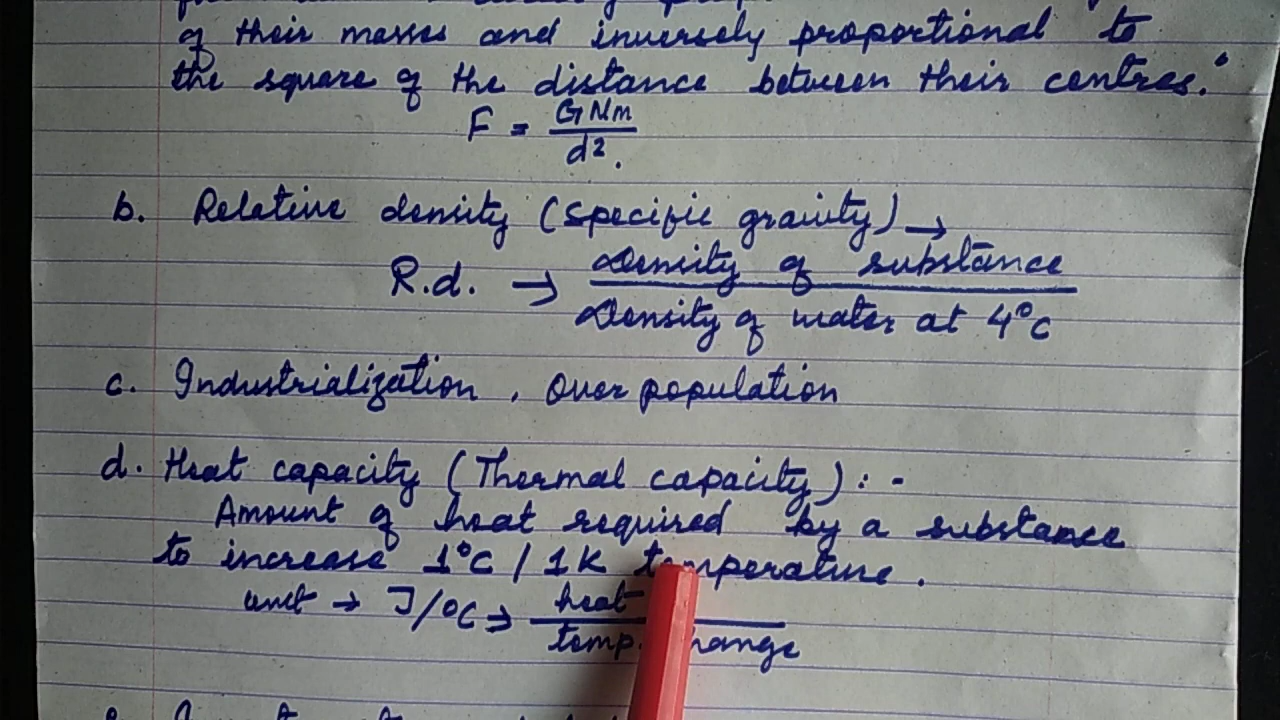 of their masses and inversely proportional to
the square of the distance between their centres."
F = GMm
d².
b. Relative density (Specific gravity) →
R.d. → Density of substance
Density of water at 4°C
c. Industrialization, Over population
d. Heat capacity (Thermal capacity) : -
Amount of heat required by a substance
to increase 1°C / 1K temperature.
unit → J/°C → heat
temp. change